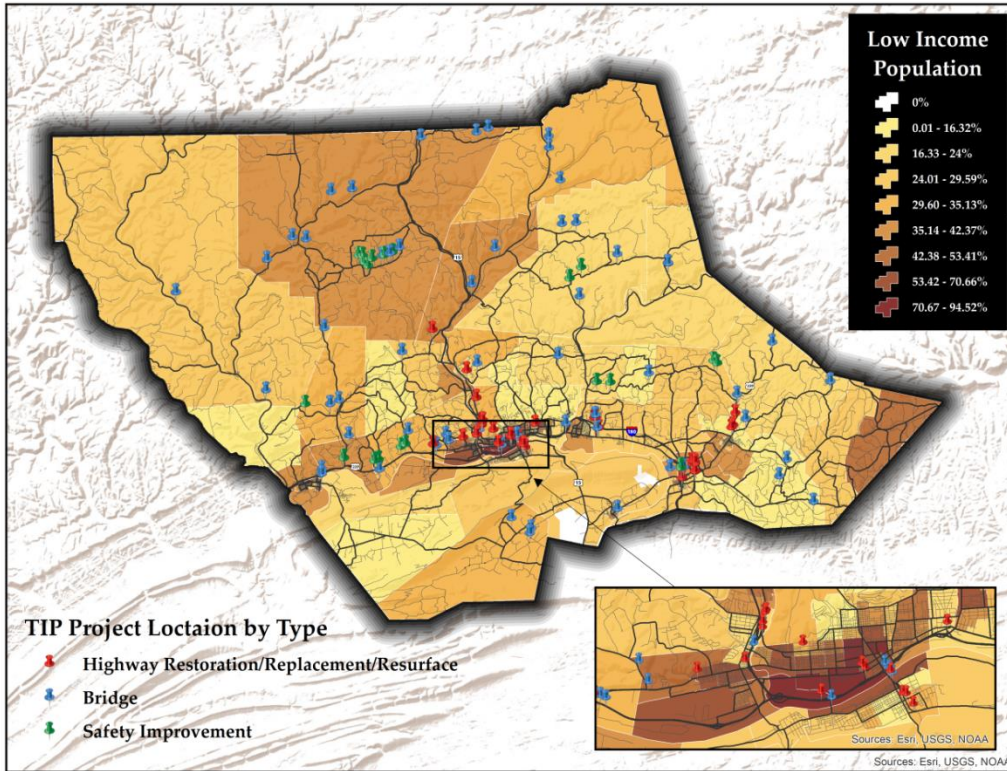 Low Income
Population
0%
0.01 - 16.32%
16.33 - 24%
24.01 - 29.59%
29.60 - 35.13%
35.14 - 42.37%
42.38 - 53.41%
53.42 - 70.66%
70.67 - 94.52%
15
180
TIP Project Loctaion by Type
Highway Restoration/Replacement/Resurface
Bridge
Safety Improvement
Sources: Esri, USGS, NOAA
Sources: Esri, USGS, NOA